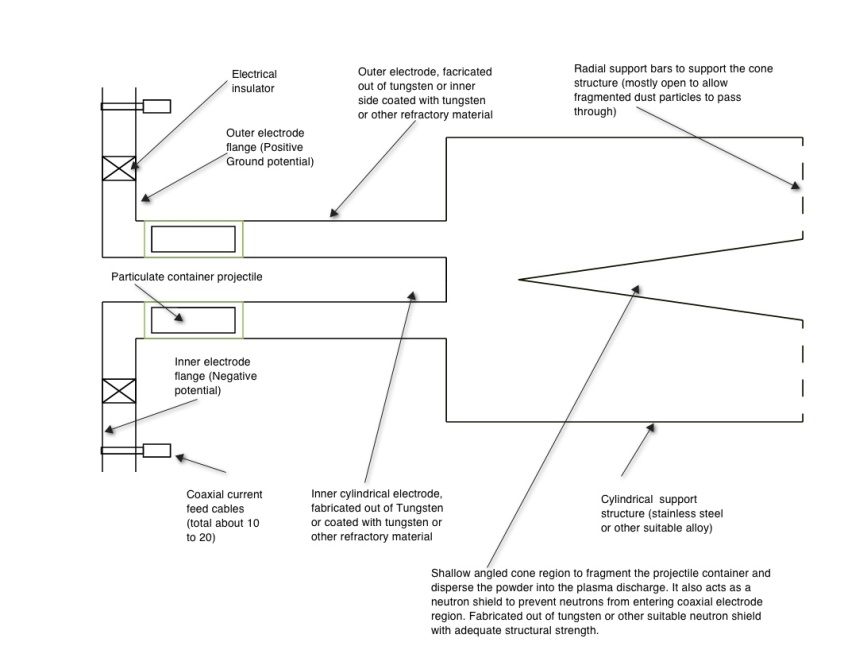 Electrical
insulator
Outer electrode, facricated
out of tungsten or inner
side coated with tungsten
or other refractory material
Radial support bars to support the cone
structure (mostly open to allow
fragmented dust particles to pass
through)
Outer electrode
flange (Positive
Ground potential)
Particulate container projectile
Inner electrode
flange (Negative
potential)
Coaxial current
feed cables
(total about 10
to 20)
Inner cylindrical electrode,
fabricated out of Tungsten
or coated with tungsten or
other refractory material
Cylindrical support
structure (stainless steel
or other suitable alloy)
Shallow angled cone region to fragment the projectile container and
disperse the powder into the plasma discharge. It also acts as a
neutron shield to prevent neutrons from entering coaxial electrode
region. Fabricated out of tungsten or other suitable neutron shield
with adequate structural strength.